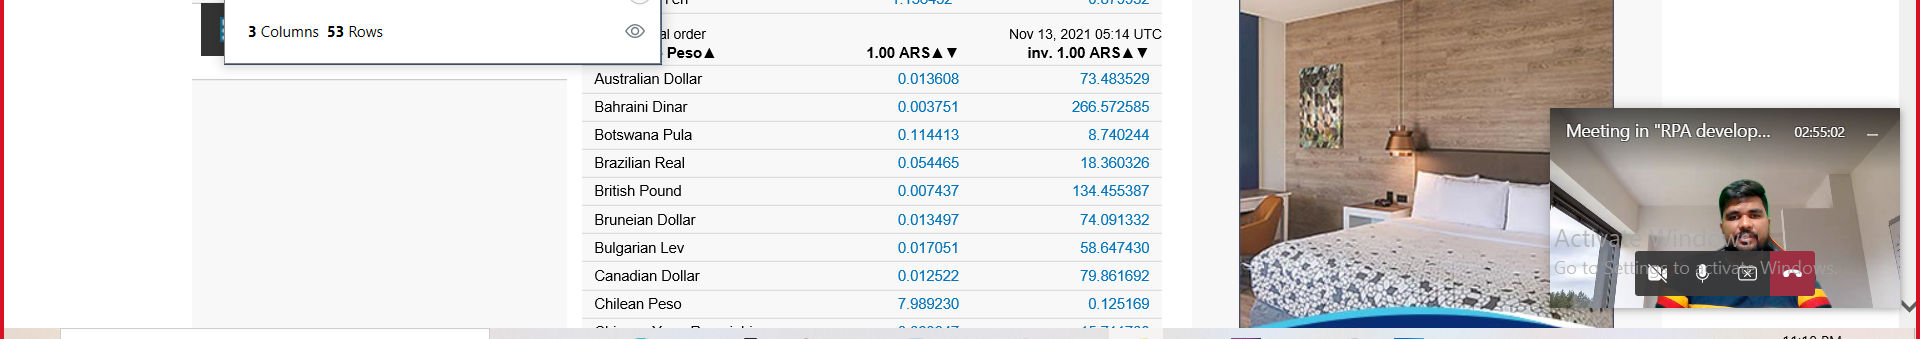 3 Columns 53 Rows
al order
Nov 13, 2021 05:14 UTC
Peso▲ 1.00 ARS▲▼ inv. 1.00 ARS▲▼
Australian Dollar 0.013608 73.483529
Bahraini Dinar 0.003751 266.572585
Botswana Pula 0.114413 8.740244
Brazilian Real 0.054465 18.360326
British Pound 0.007437 134.455387
Bruneian Dollar 0.013497 74.091332
Bulgarian Lev 0.017051 58.647430
Canadian Dollar 0.012522 79.861692
Chilean Peso 7.989230 0.125169
Meeting in "RPA develop... 02:55:02
Activate Windows
Go to Settings to activate Windows.